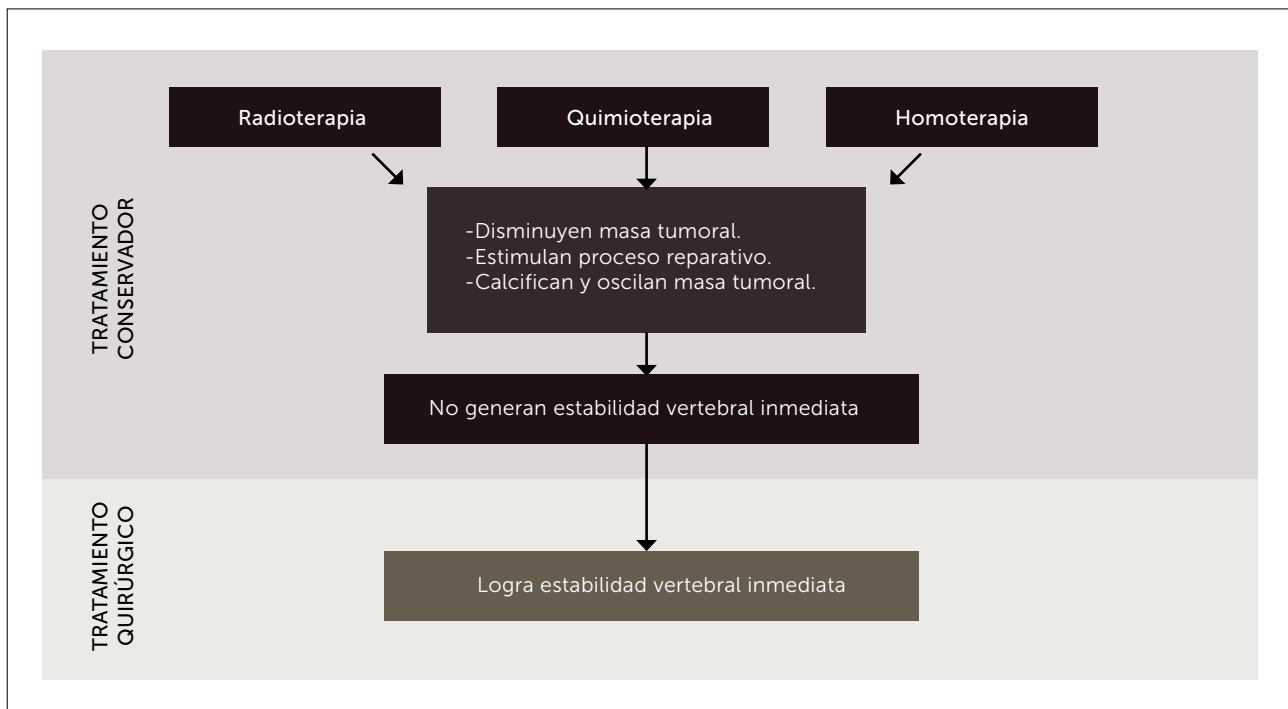 Radioterapia
Quimioterapia
Homoterapia
TRATAMIENTO
CONSERVADOR
-Disminuyen masa tumoral.
-Estimulan proceso reparativo.
-Calcifican y oscilan masa tumoral.
No generan estabilidad vertebral inmediata
TRATAMIENTO
QUIRÚRGICO
Logra estabilidad vertebral inmediata